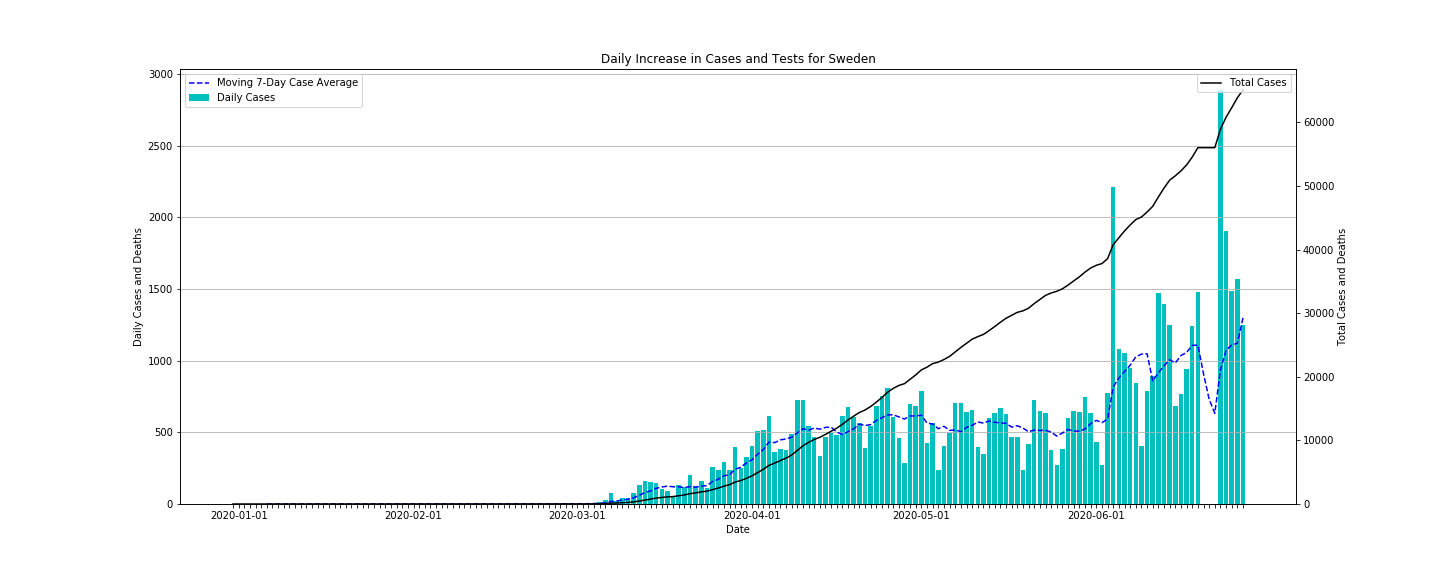 Daily Increase in Cases and Tests for Sweden
Moving 7-Day Case Average
Daily Cases
Total Cases
3000
2500
2000
1500
1000
500
0
Daily Cases and Deaths
60000
50000
40000
30000
20000
10000
0
Total Cases and Deaths
2020-01-01
2020-02-01
2020-03-01
2020-04-01
2020-05-01
2020-06-01
Date